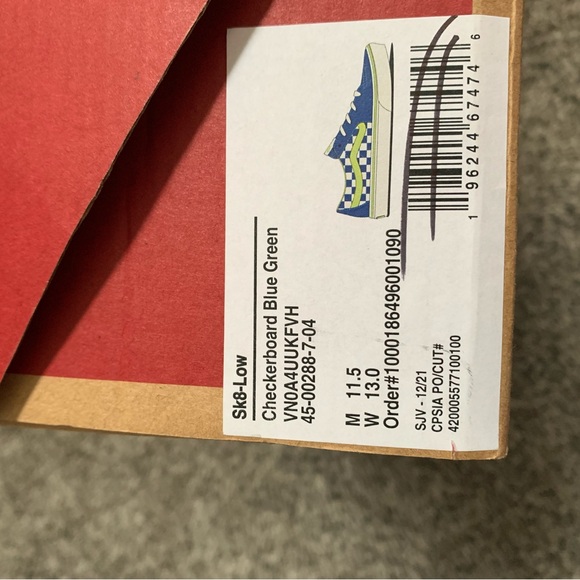 Sk8-Low
Checkerboard Blue Green
VN0A4UUKFVH
45-00288-7-04
M 11.5
W 13.0
Order#1000186496001090
SJV - 12/21
CPSIA PO/CUT#
420005577100100
1 96244 67474 6